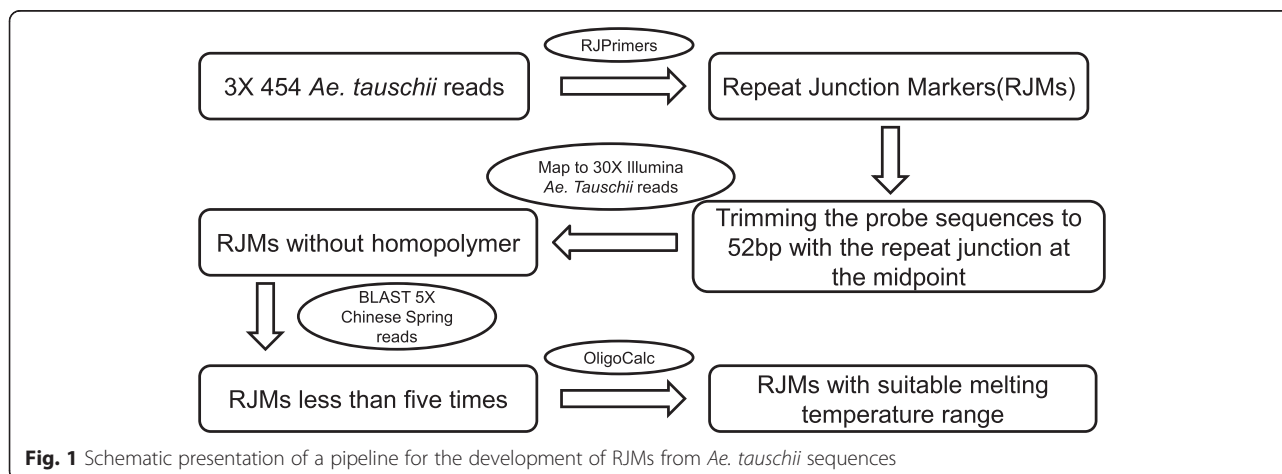 RJPrimers
3X 454 Ae. tauschii reads
Repeat Junction Markers(RJMs)
Map to 30X Illumina
Ae. Tauschii reads
Trimming the probe sequences to
52bp with the repeat junction at
the midpoint
RJMs without homopolymer
BLAST 5X
Chinese Spring
reads
OligoCalc
RJMs less than five times
RJMs with suitable melting
temperature range
Fig. 1 Schematic presentation of a pipeline for the development of RJMs from Ae. tauschii sequences